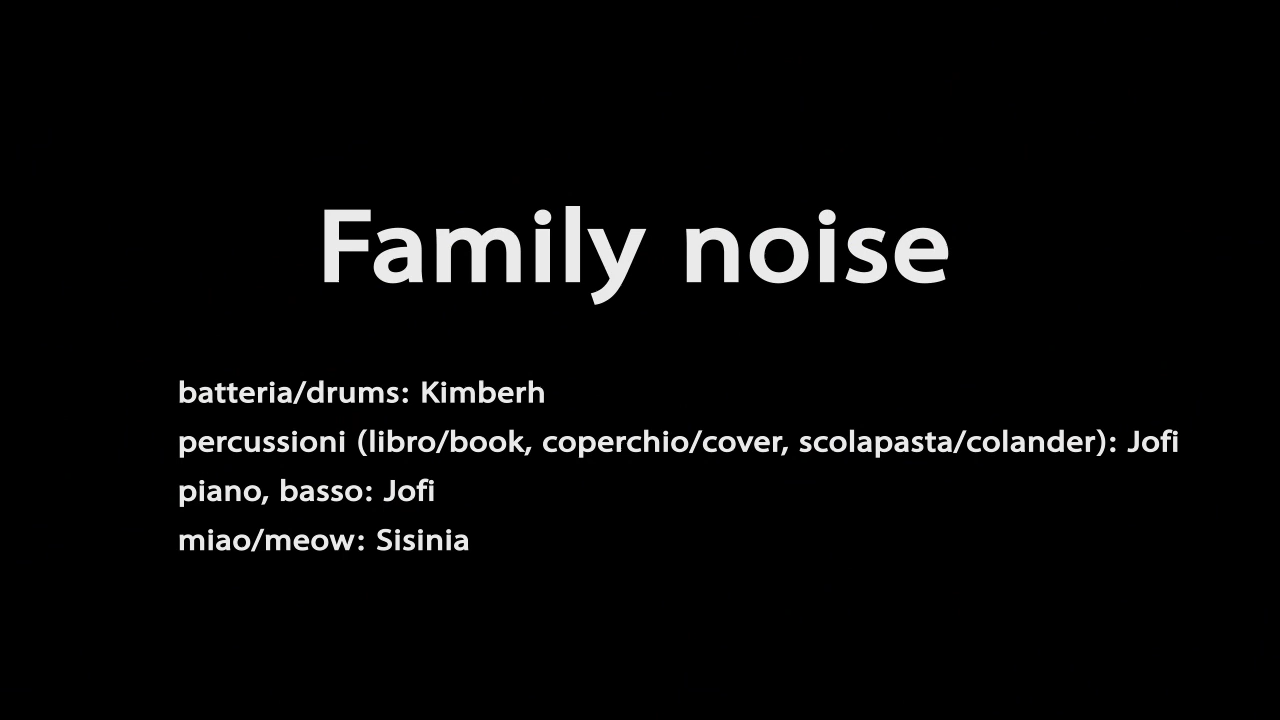 Family noise
batteria/drums: Kimberh
percussioni (libro/book, coperchio/cover, scolapasta/colander): Jofi
piano, basso: Jofi
miao/meow: Sisinia